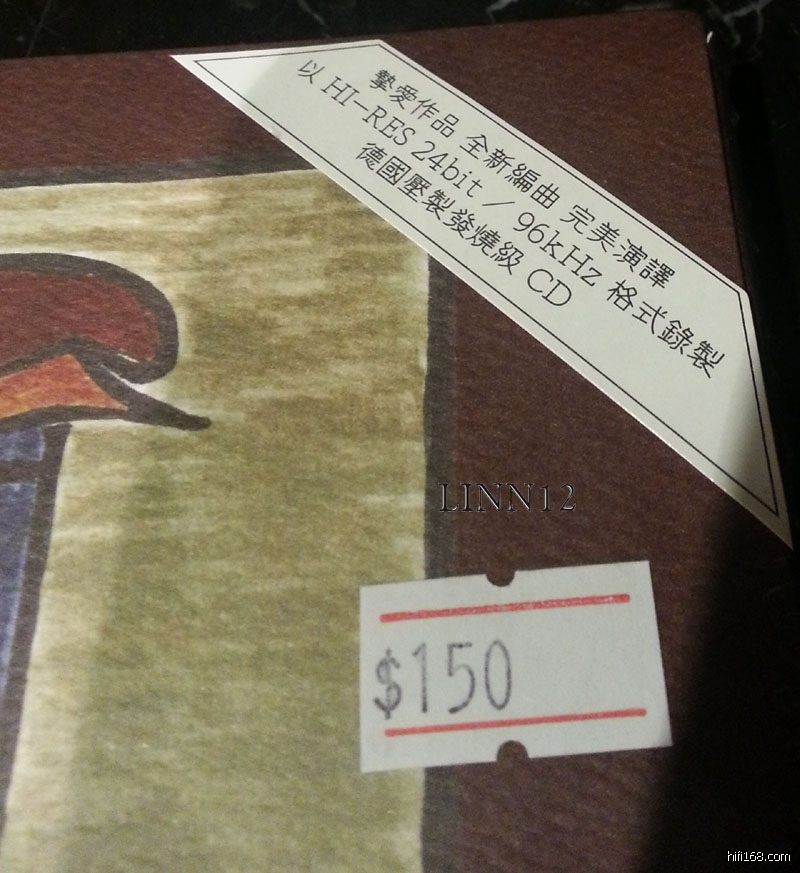 摯愛作品 全新編曲 完美演譯
以 HI-RES 24bit / 96kHz 格式錄製
德國壓製發燒級 CD
LINN12
$150
hifi168.com